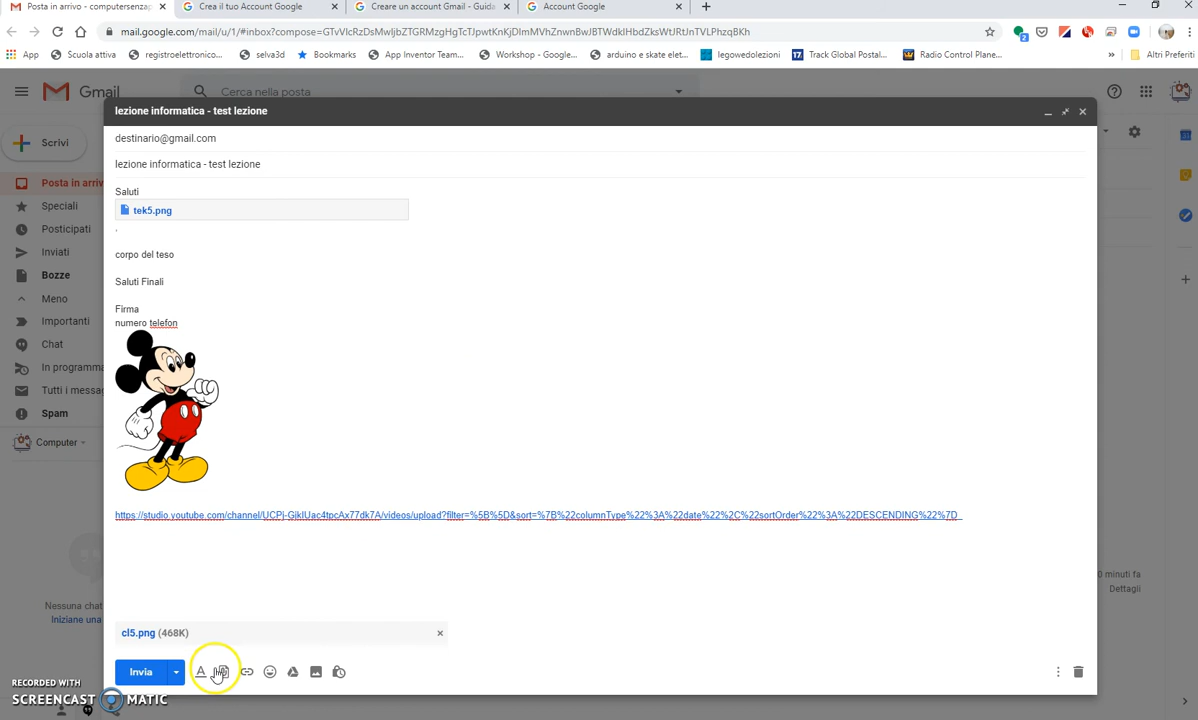 Posta in arrivo - computersenzap
Crea il tuo Account Google
Creare un account Gmail - Guida
Account Google
mail.google.com/mail/u/1/#inbox?compose=
App
Scuola attiva
registroelettronico...
selva3d
Bookmarks
App Inventor Team...
Workshop - Google...
arduino e skate elet...
legowedolezioni
17 Track Global Postal...
Radio Control Plane...
»
Altri Preferiti
Gmail
Cerca nella posta
lezione informatica - test lezione
destinario@gmail.com
Scrivi
lezione informatica - test lezione
Posta in arriv
Saluti
Speciali
tek5.png
Posticipati
.
Inviati
corpo del teso
Bozze
Saluti Finali
Meno
Firma
Importanti
numero telefon
Chat
In programma
Tutti i messag
Spam
Computer
https://studio.youtube.com/channel/UCPj-GjkIUac4tpcAx77dk7A/videos/upload?filter=%5B%5D&sort=%7B%22columnType%22%3A%22date%22%2C%22sortOrder%22%3A%22DESCENDING%22%7D
0 minuti fa
Dettagli
Nessuna chat
Iniziane una
cl5.png (468K)
Invia
RECORDED WITH
SCREENCAST MATIC